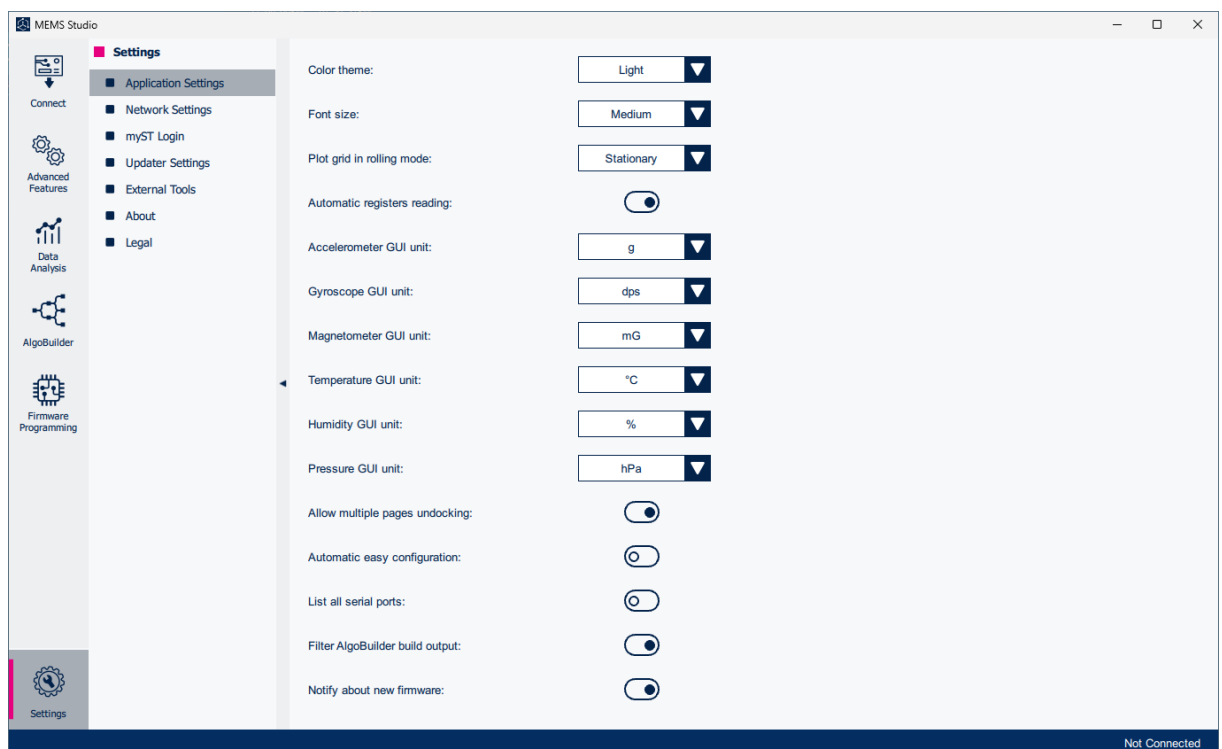 MEMS Studio
Connect
Advanced
Features
Data
Analysis
AlgoBuilder
Firmware
Programming
Settings
Settings
Application Settings
Network Settings
myST Login
Updater Settings
External Tools
About
Legal
Color theme: Light
Font size: Medium
Plot grid in rolling mode: Stationary
Automatic registers reading:
Accelerometer GUI unit: g
Gyroscope GUI unit: dps
Magnetometer GUI unit: mG
Temperature GUI unit: °C
Humidity GUI unit: %
Pressure GUI unit: hPa
Allow multiple pages undocking:
Automatic easy configuration:
List all serial ports:
Filter AlgoBuilder build output:
Notify about new firmware:
Not Connected